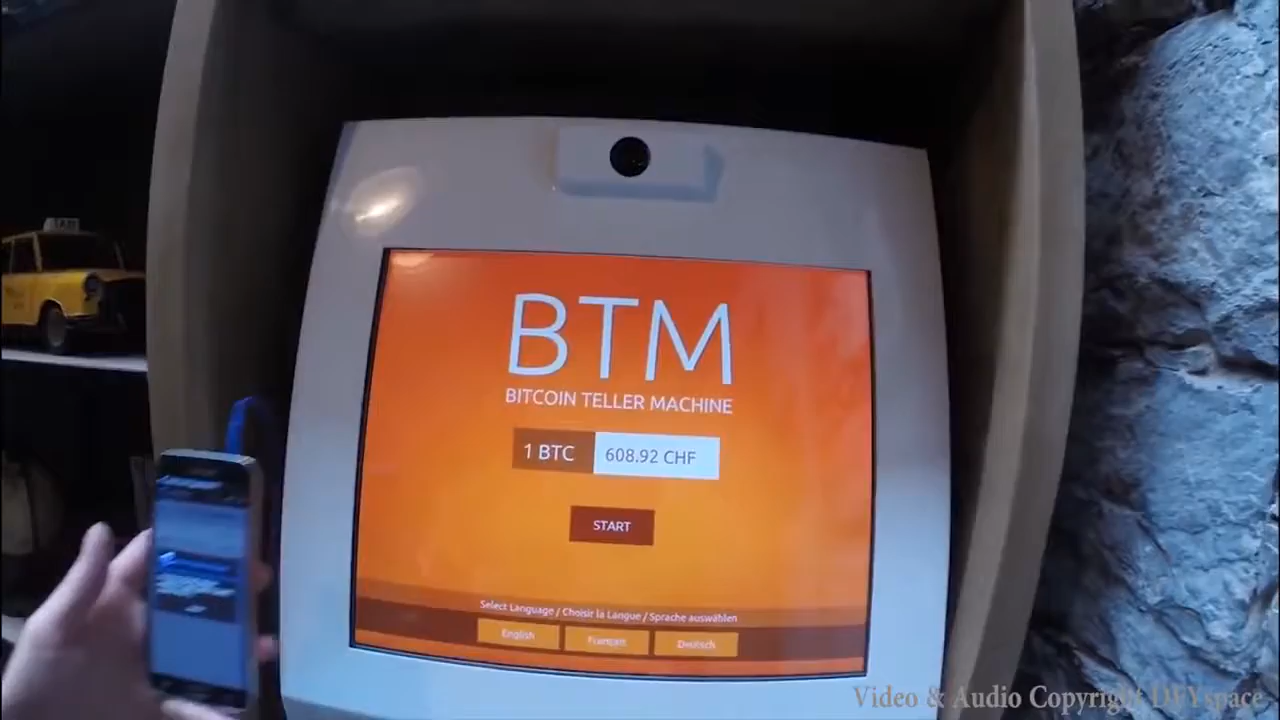 TAXI
BTM
BITCOIN TELLER MACHINE
1 BTC 608.92 CHF
START
Select Language / Choisir la Langue / Sprache auswählen
English Français Deutsch
Video & Audio Copyright DFYspace